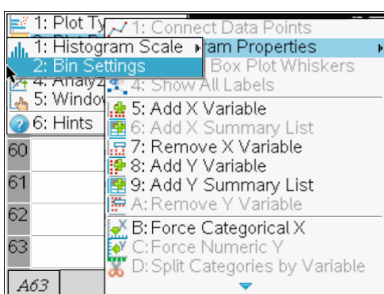 1: Plot Ty
1: Connect Data Points
1: Histogram Scale
ram Properties
2: Bin Settings
Box Plot Whiskers
4: Analyz
4: Show All Labels
5: Window
5: Add X Variable
6: Hints
6: Add X Summary List
60
7: Remove X Variable
8: Add Y Variable
61
9: Add Y Summary List
62
A: Remove Y Variable
B: Force Categorical X
63
C: Force Numeric Y
D: Split Categories by Variable
A63